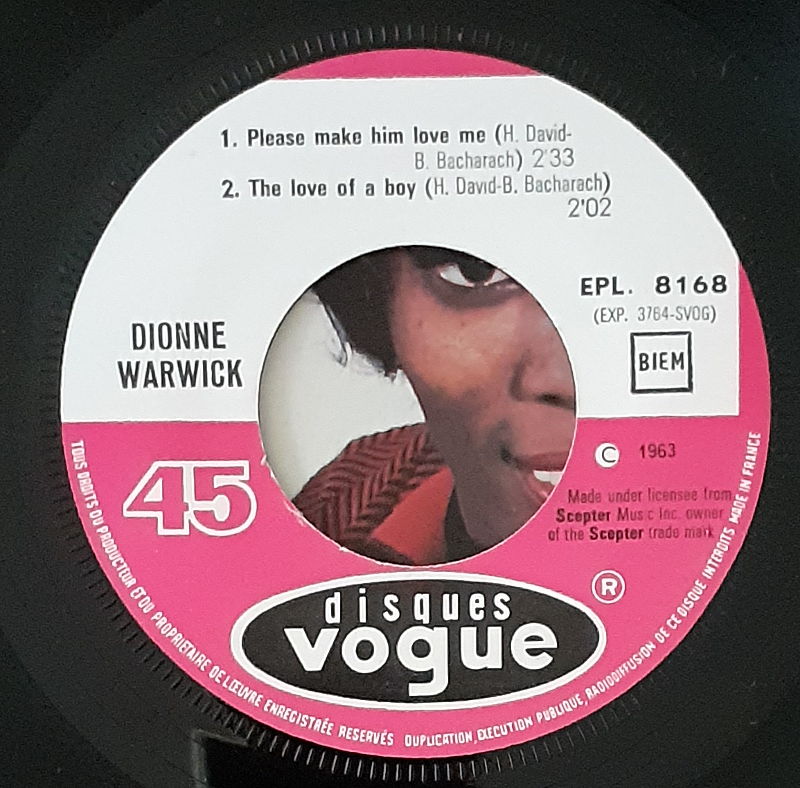 1. Please make him love me (H. David-
B. Bacharach) 2'33
2. The love of a boy (H. David-B. Bacharach)
2'02
EPL. 8168
(EXP. 3764-SVOG)
BIEM
DIONNE
WARWICK
45
C 1963
Made under licensee from
Scepter Music Inc. owner
of the Scepter trade mark
disques
vogue
®
TOUS DROITS DU PRODUCTEUR ET DU PROPRIETAIRE DE L'ŒUVRE ENREGISTRÉE RESERVÉS DUPLICATION, EXECUTION PUBLIQUE, RADIODIFFUSION DE CE DISQUE INTERDITS MADE IN FRANCE